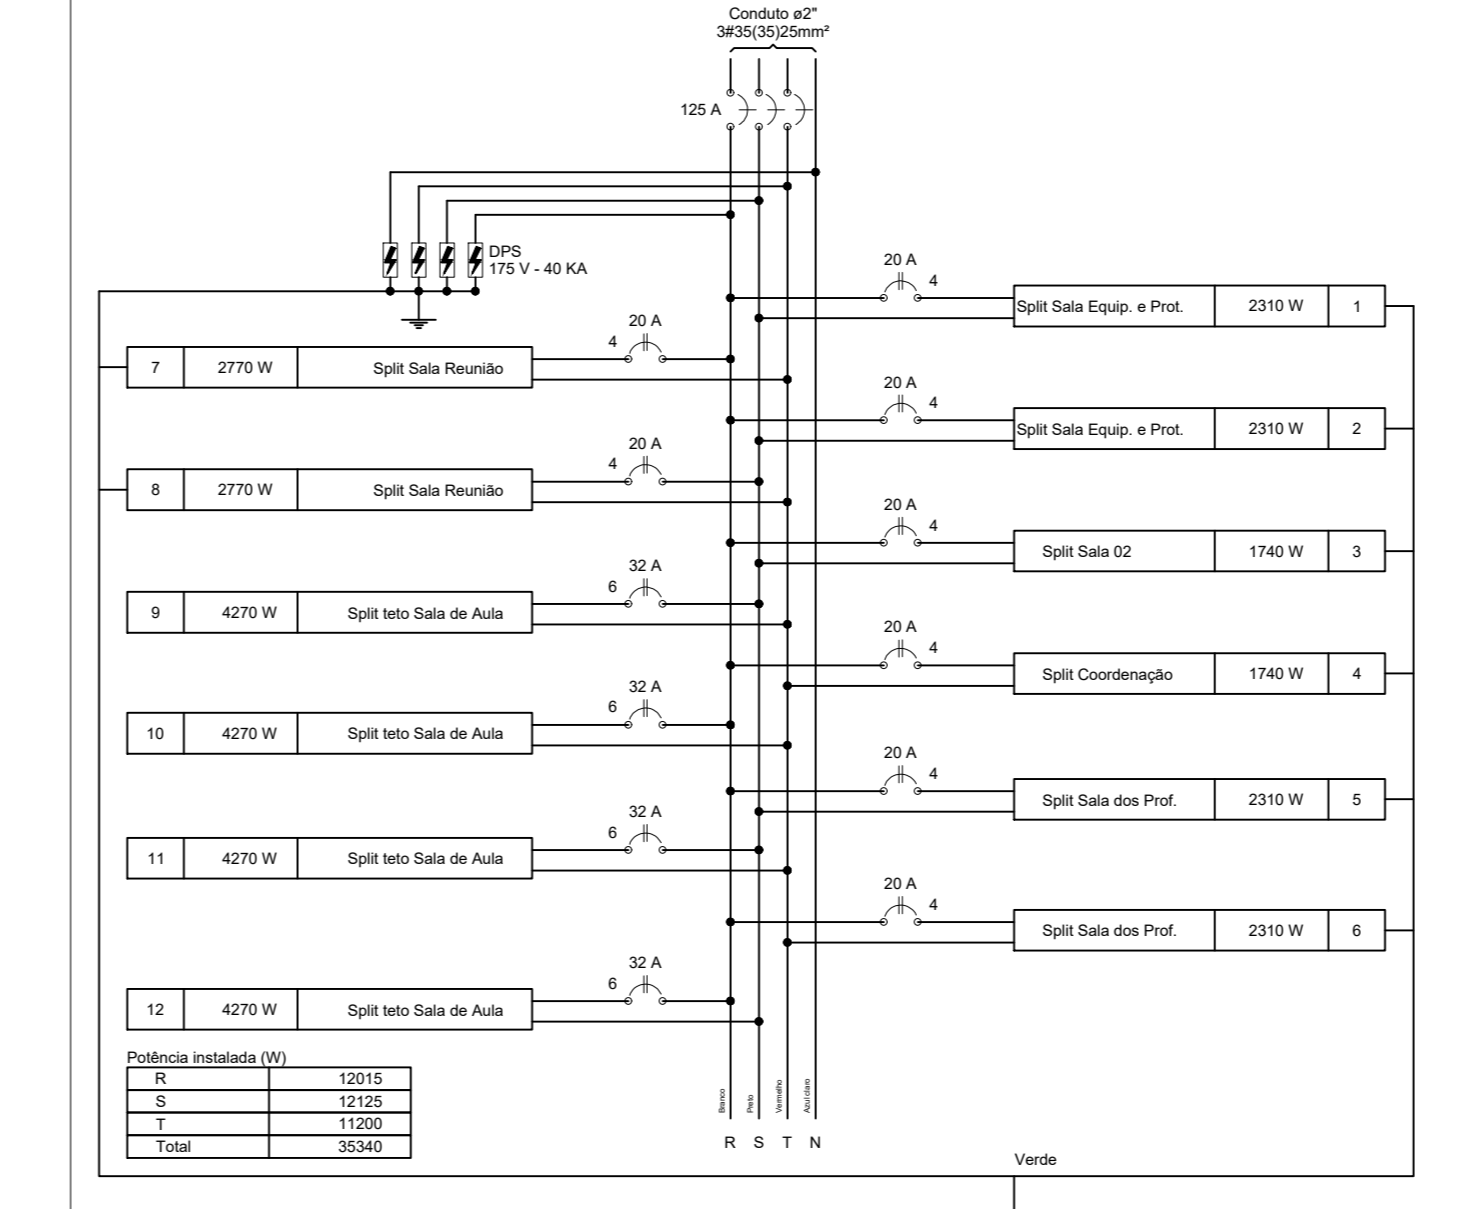 Conduto ø2"
3#35(35)25mm²
125 A
DPS
175 V - 40 KA
20 A
4
Split Sala Equip. e Prot. 2310 W 1
20 A
4
7 2770 W Split Sala Reunião
20 A
4
Split Sala Equip. e Prot. 2310 W 2
20 A
4
8 2770 W Split Sala Reunião
20 A
4
Split Sala 02 1740 W 3
32 A
6
9 4270 W Split teto Sala de Aula
20 A
4
Split Coordenação 1740 W 4
32 A
6
10 4270 W Split teto Sala de Aula
20 A
4
Split Sala dos Prof. 2310 W 5
32 A
6
11 4270 W Split teto Sala de Aula
20 A
4
Split Sala dos Prof. 2310 W 6
32 A
6
12 4270 W Split teto Sala de Aula
Potência instalada (W)
R 12015
S 12125
T 11200
Total 35340
Branco
Preto
Vermelho
Azul claro
R S T N
Verde